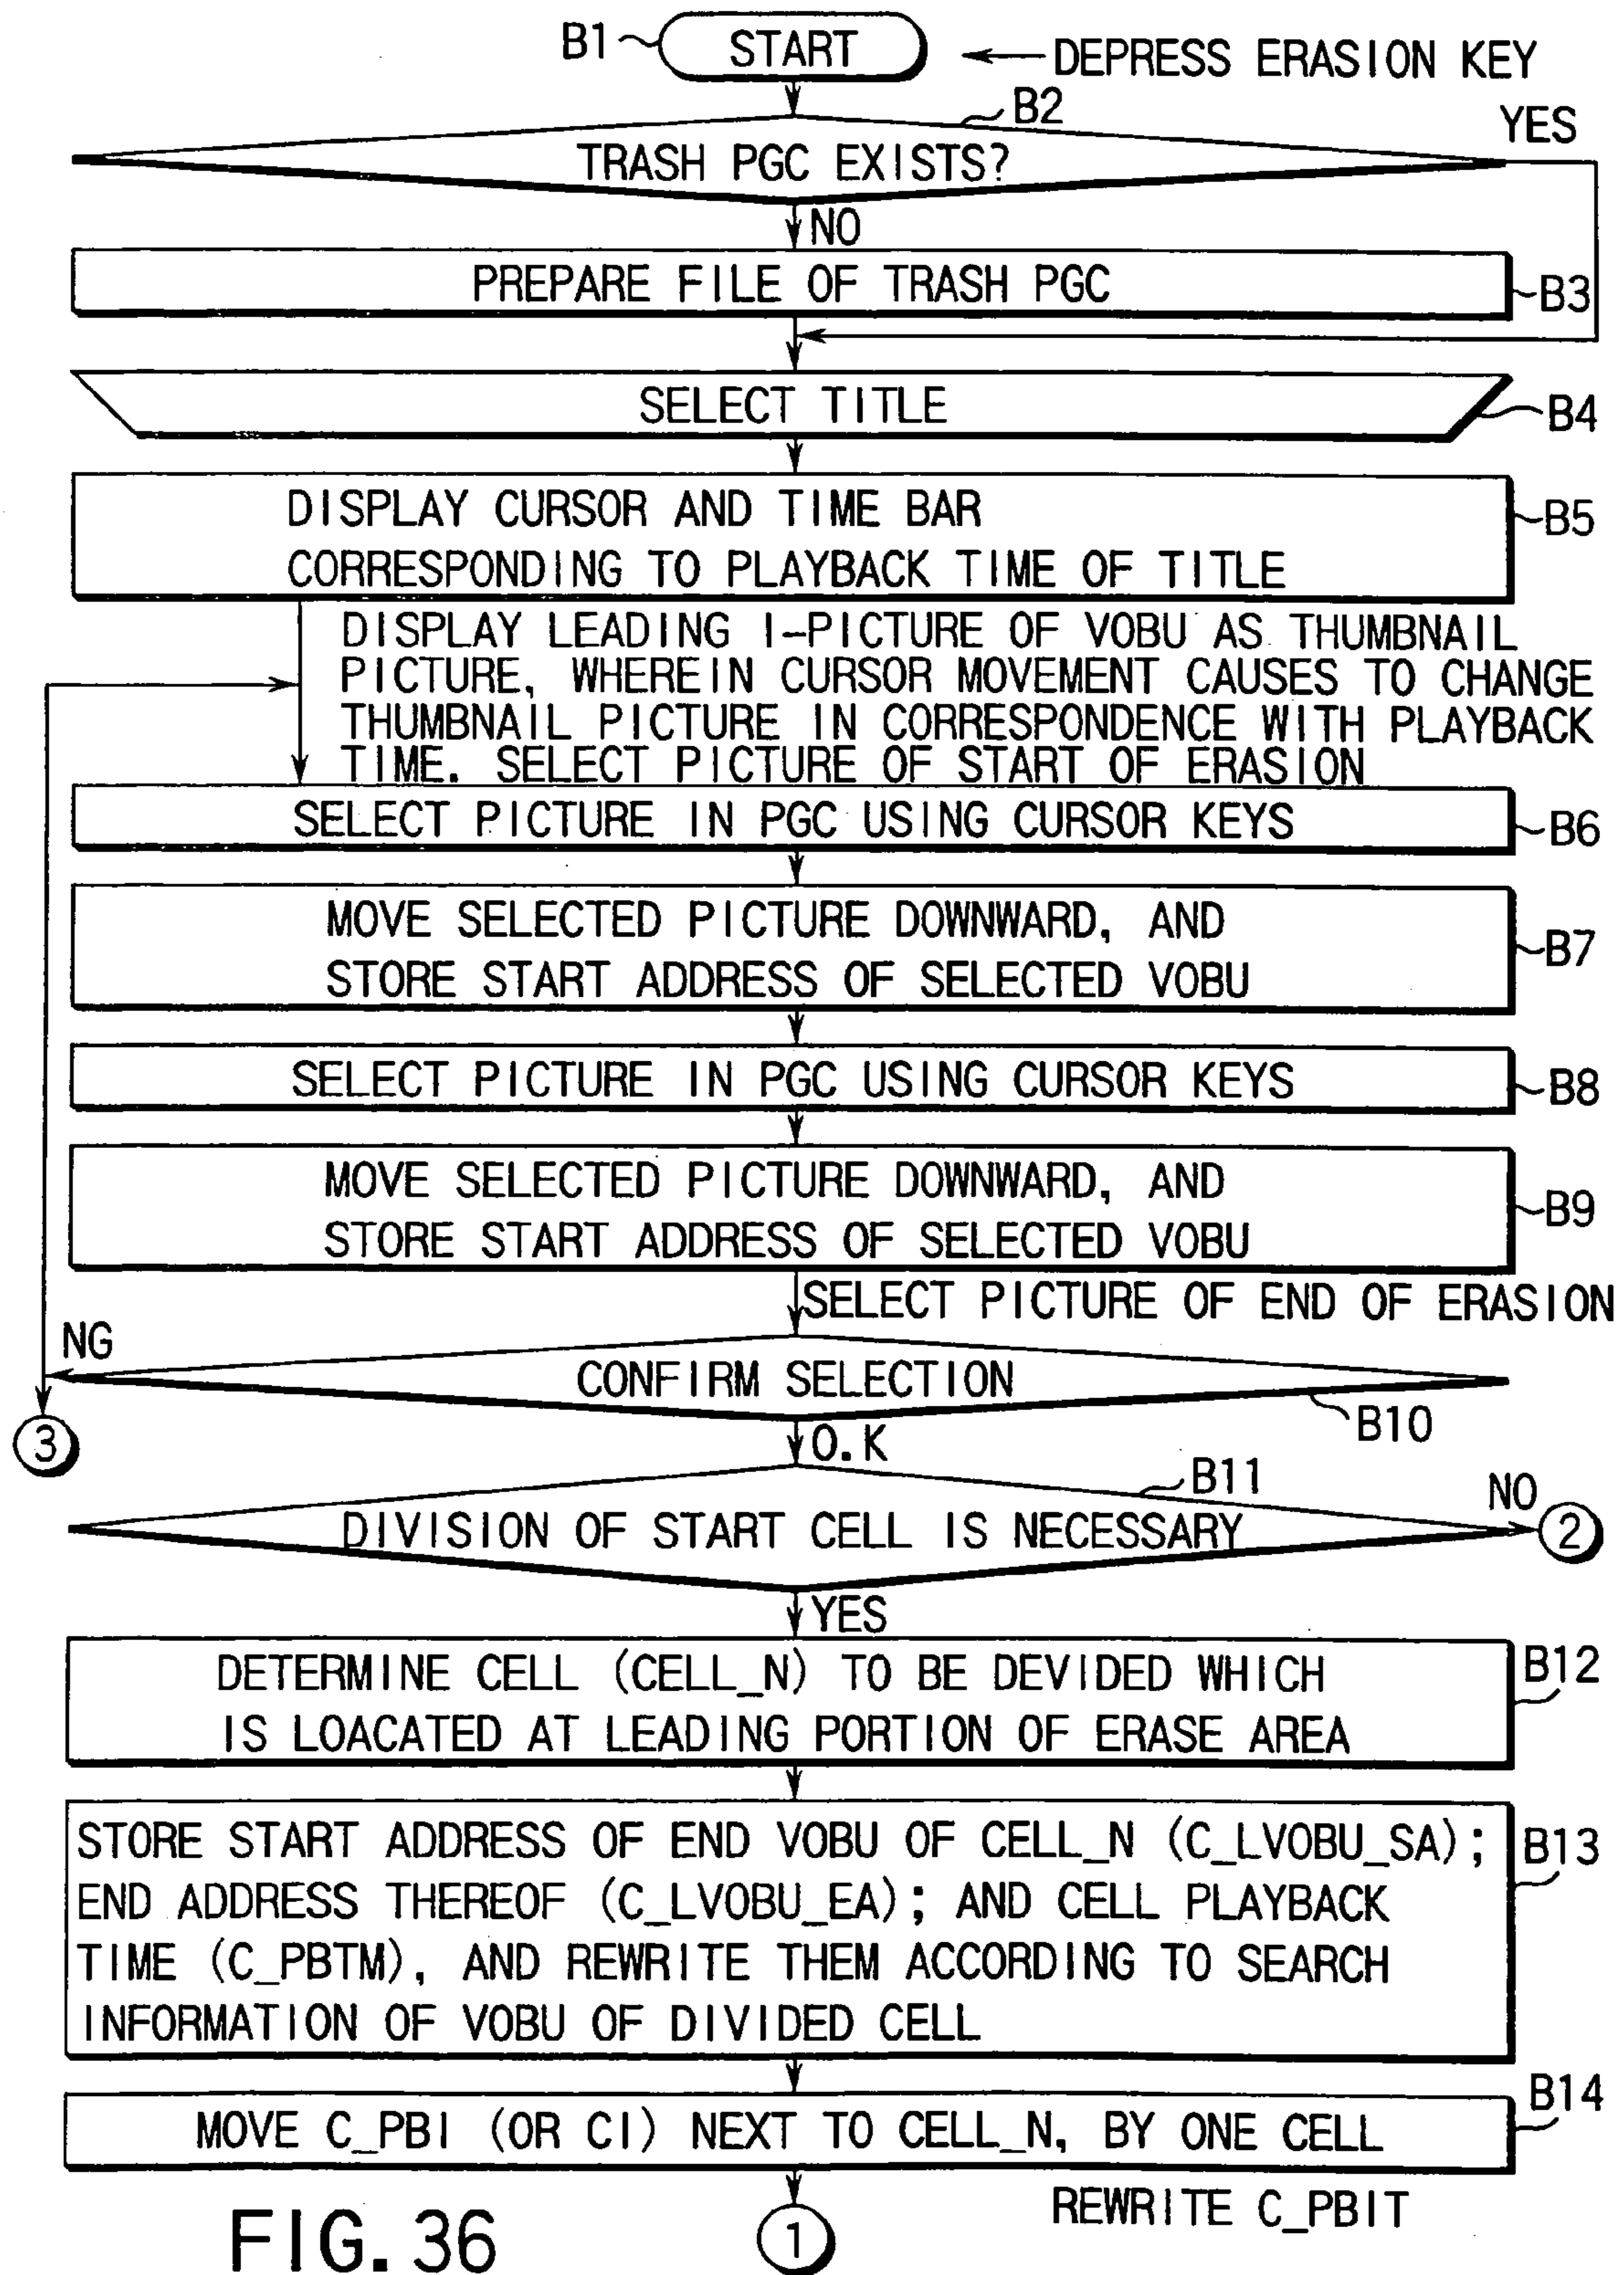 B1 START ← DEPRESS ERASION KEY
B2 YES
TRASH PGC EXISTS?
NO
PREPARE FILE OF TRASH PGC
B3
SELECT TITLE
B4
DISPLAY CURSOR AND TIME BAR
CORRESPONDING TO PLAYBACK TIME OF TITLE
B5
DISPLAY LEADING I-PICTURE OF VOBU AS THUMBNAIL
PICTURE, WHEREIN CURSOR MOVEMENT CAUSES TO CHANGE
THUMBNAIL PICTURE IN CORRESPONDENCE WITH PLAYBACK
TIME. SELECT PICTURE OF START OF ERASION
SELECT PICTURE IN PGC USING CURSOR KEYS
B6
MOVE SELECTED PICTURE DOWNWARD, AND
STORE START ADDRESS OF SELECTED VOBU
B7
SELECT PICTURE IN PGC USING CURSOR KEYS
B8
MOVE SELECTED PICTURE DOWNWARD, AND
STORE START ADDRESS OF SELECTED VOBU
B9
SELECT PICTURE OF END OF ERASION
NG
CONFIRM SELECTION
B10
3
O.K
B11
NO
DIVISION OF START CELL IS NECESSARY
2
YES
DETERMINE CELL (CELL_N) TO BE DEVIDED WHICH
IS LOACATED AT LEADING PORTION OF ERASE AREA
B12
STORE START ADDRESS OF END VOBU OF CELL_N (C_LVOBU_SA);
END ADDRESS THEREOF (C_LVOBU_EA); AND CELL PLAYBACK
TIME (C_PBTM), AND REWRITE THEM ACCORDING TO SEARCH
INFORMATION OF VOBU OF DIVIDED CELL
B13
MOVE C_PBI (OR CI) NEXT TO CELL_N, BY ONE CELL
B14
REWRITE C_PBIT
1
FIG. 36